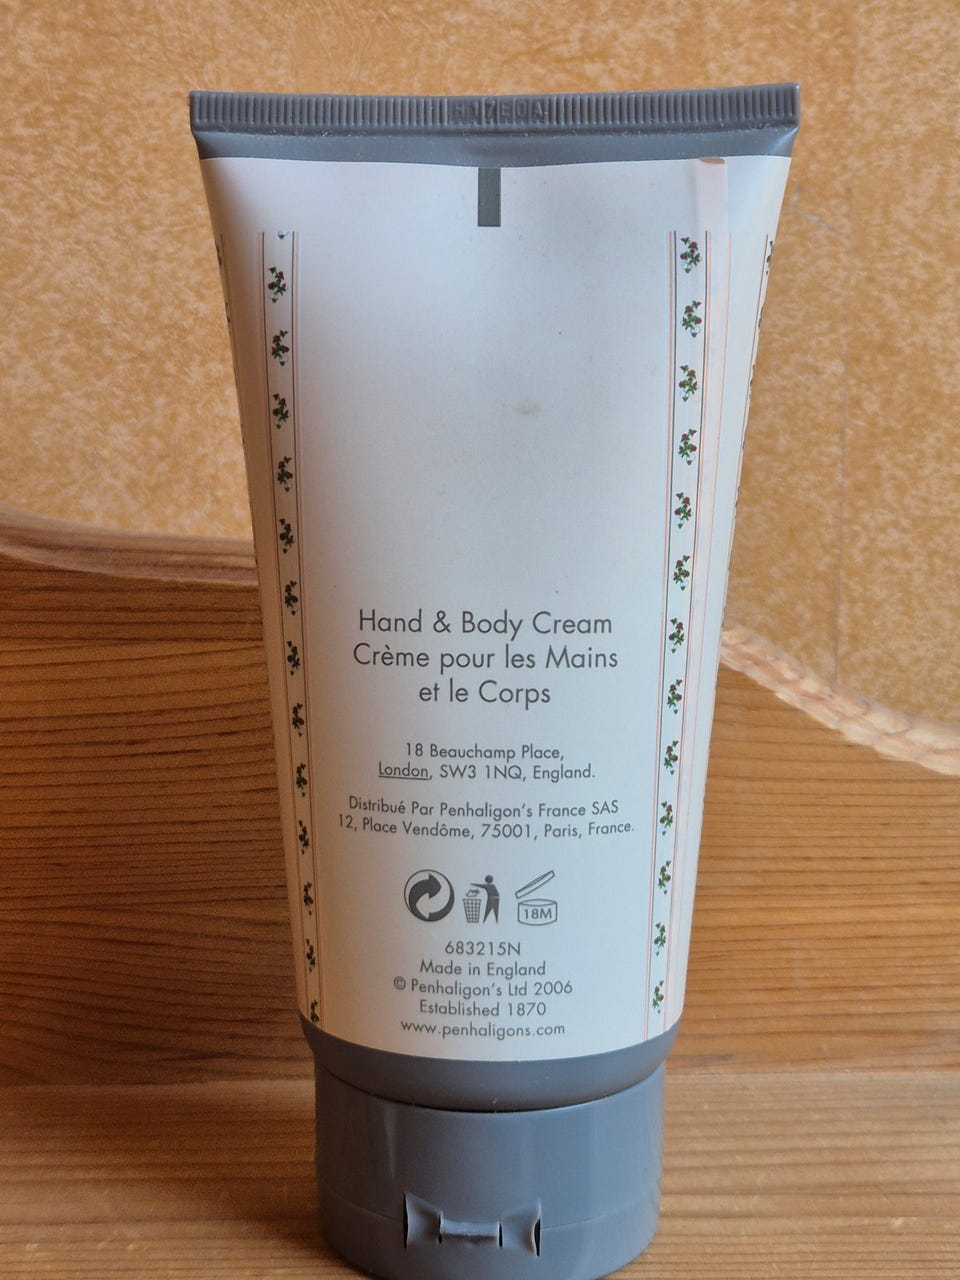 Hand & Body Cream
Crème pour les Mains
et le Corps
18 Beauchamp Place,
London, SW3 1NQ, England.
Distribué Par Penhaligon's France SAS
12, Place Vendôme, 75001, Paris, France.
18M
683215N
Made in England
© Penhaligon's Ltd 2006
Established 1870
www.penhaligons.com